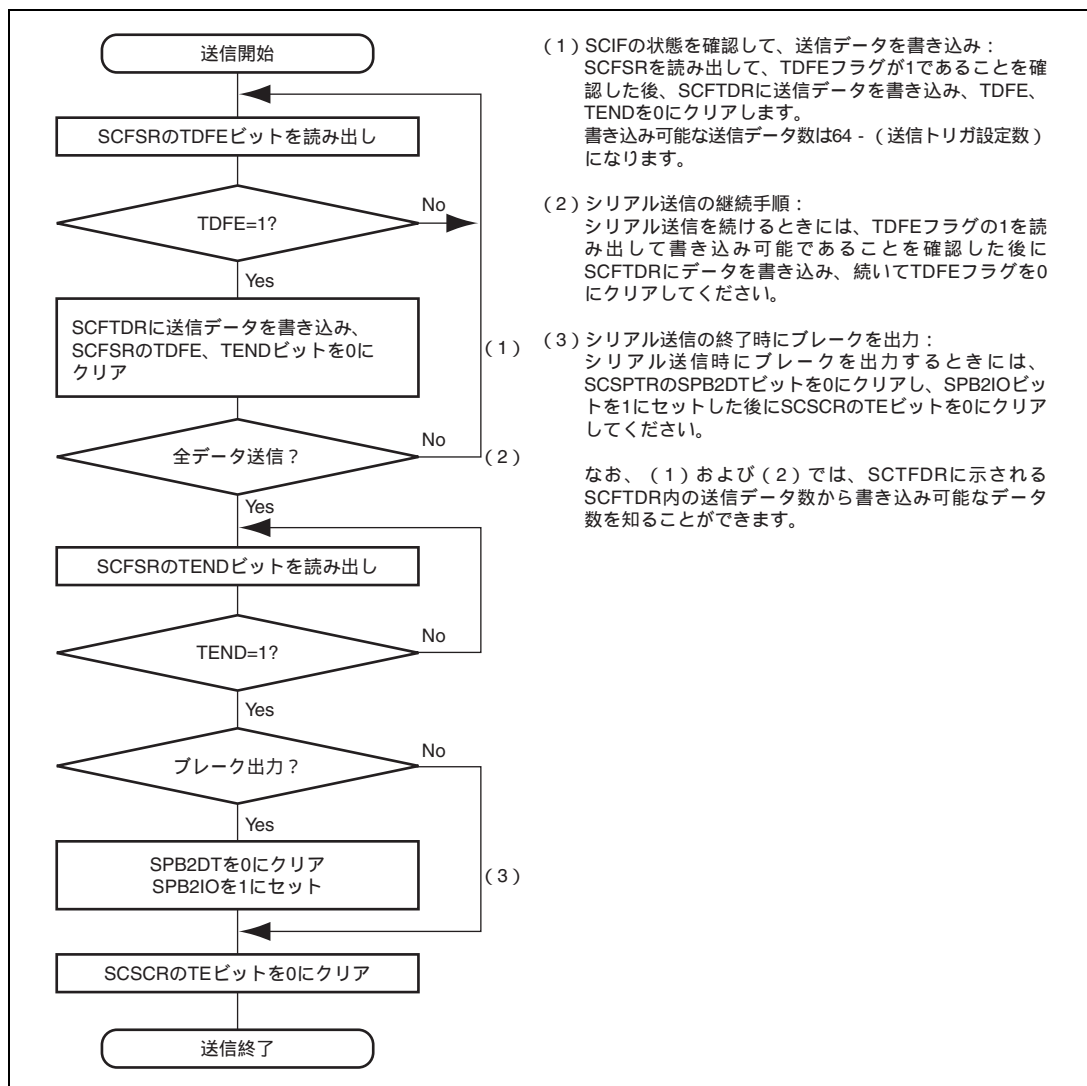 送信開始
SCFSRのTDFEビットを読み出し
TDFE=1?
No
Yes
SCFTDRに送信データを書き込み、
SCFSRのTDFE、TENDビットを0に
クリア
(1)
全データ送信?
No
(2)
Yes
SCFSRのTENDビットを読み出し
TEND=1?
No
Yes
ブレーク出力?
No
Yes
SPB2DTを0にクリア
SPB2IOを1にセット
(3)
SCSCRのTEビットを0にクリア
送信終了
(1)SCIFの状態を確認して、送信データを書き込み:
SCFSRを読み出して、TDFEフラグが1であることを確
認した後、SCFTDRに送信データを書き込み、TDFE、
TENDを0にクリアします。
書き込み可能な送信データ数は64 - (送信トリガ設定数)
になります。
(2)シリアル送信の継続手順:
シリアル送信を続けるときには、TDFEフラグの1を読
み出して書き込み可能であることを確認した後に
SCFTDRにデータを書き込み、続いてTDFEフラグを0
にクリアしてください。
(3)シリアル送信の終了時にブレークを出力:
シリアル送信時にブレークを出力するときには、
SCSPTRのSPB2DTビットを0にクリアし、SPB2IOビッ
トを1にセットした後にSCSCRのTEビットを0にクリア
してください。
なお、(1)および(2)では、SCTFDRに示される
SCFTDR内の送信データ数から書き込み可能なデータ
数を知ることができます。